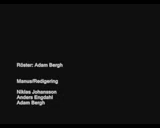 Röster: Adam Bergh
Manus/Redigering
Niklas Johansson
Anders Engdahl
Adam Bergh